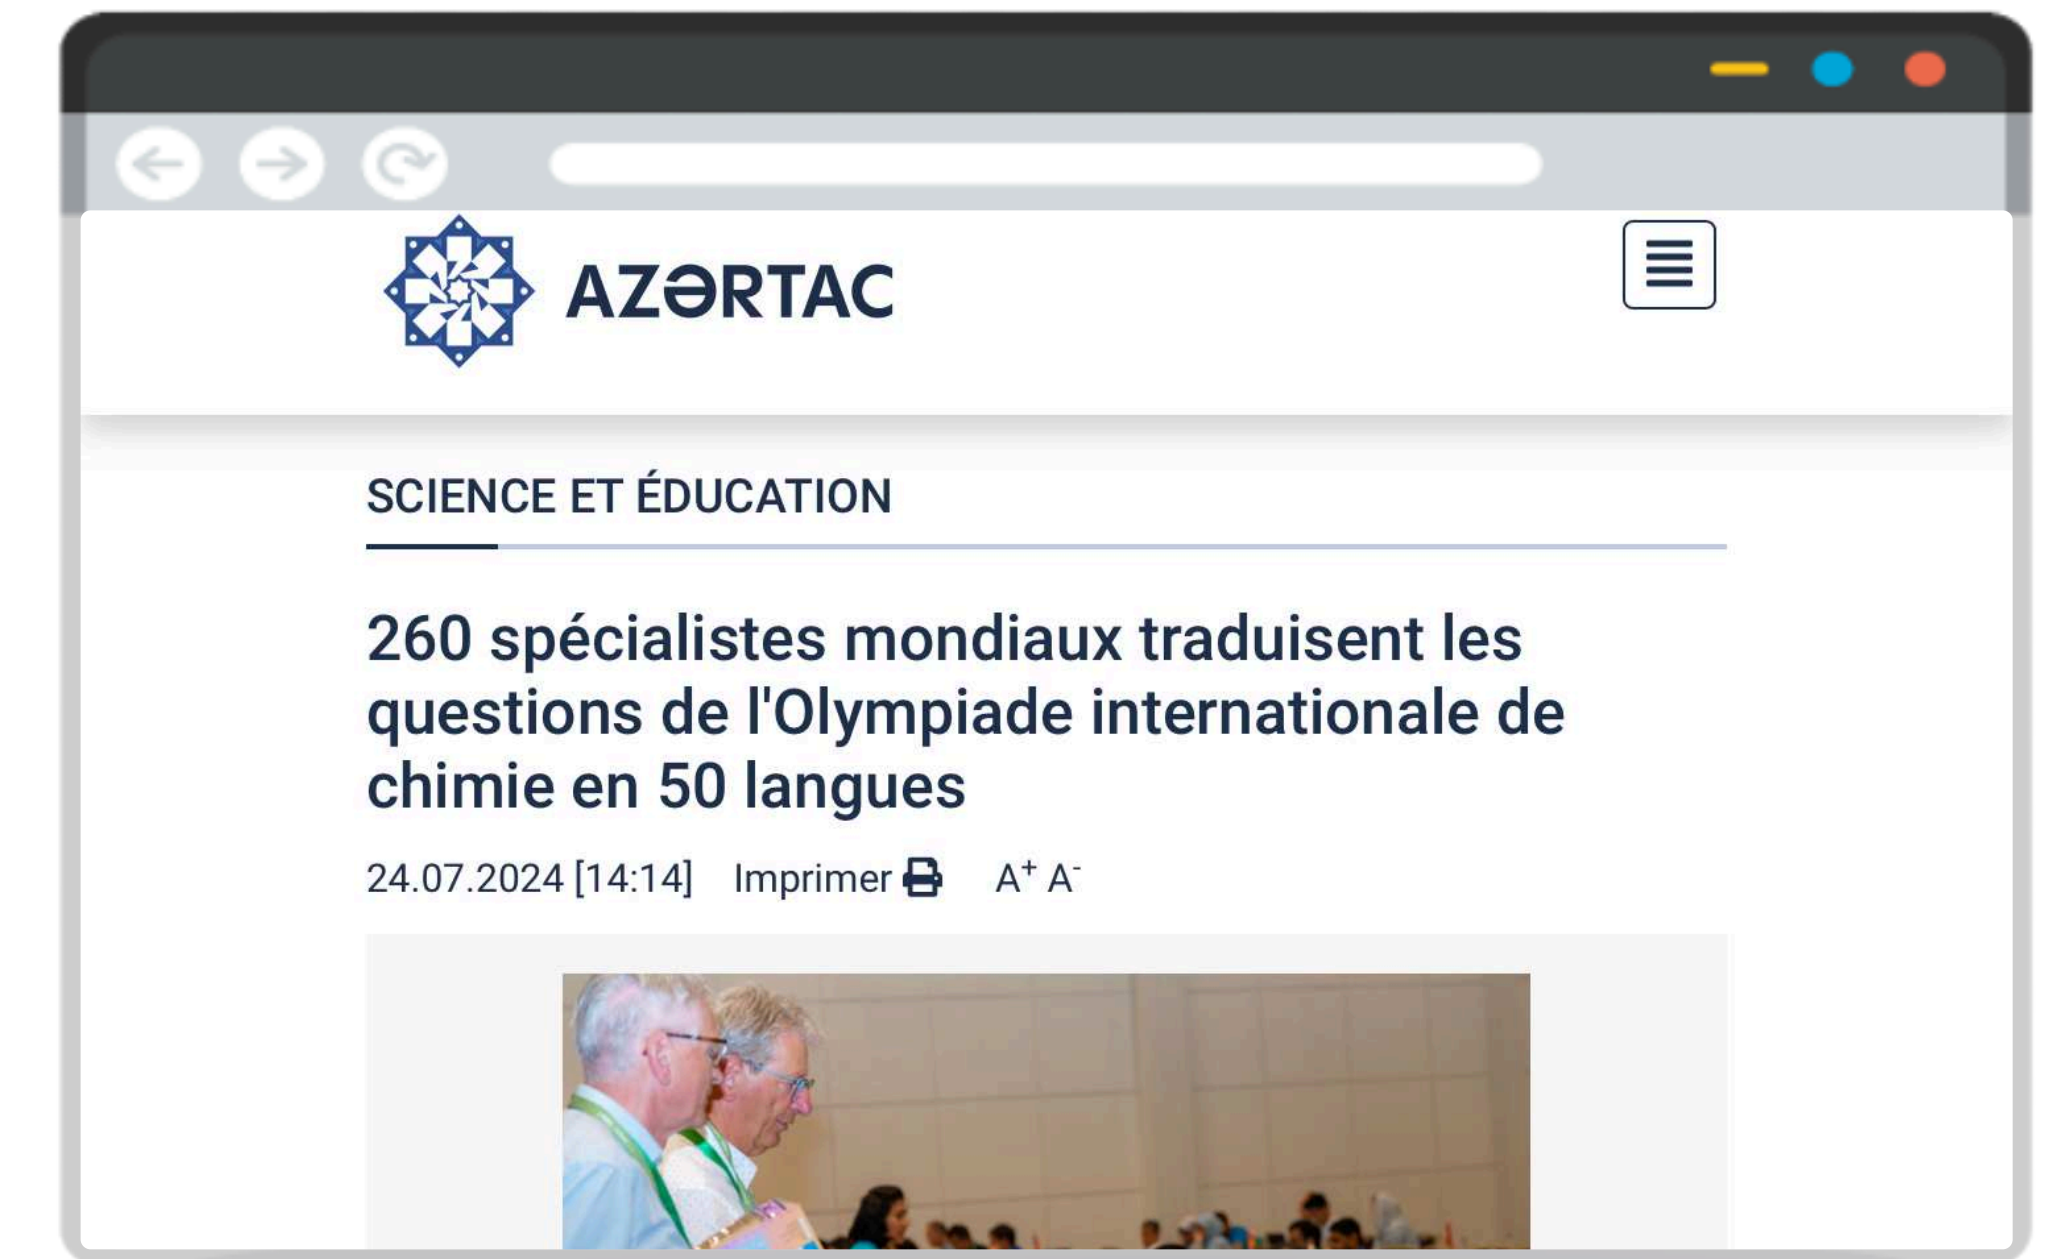 AZƏRTAC
SCIENCE ET ÉDUCATION
260 spécialistes mondiaux traduisent les
questions de l'Olympiade internationale de
chimie en 50 langues
24.07.2024 [14:14] Imprimer A+ A-